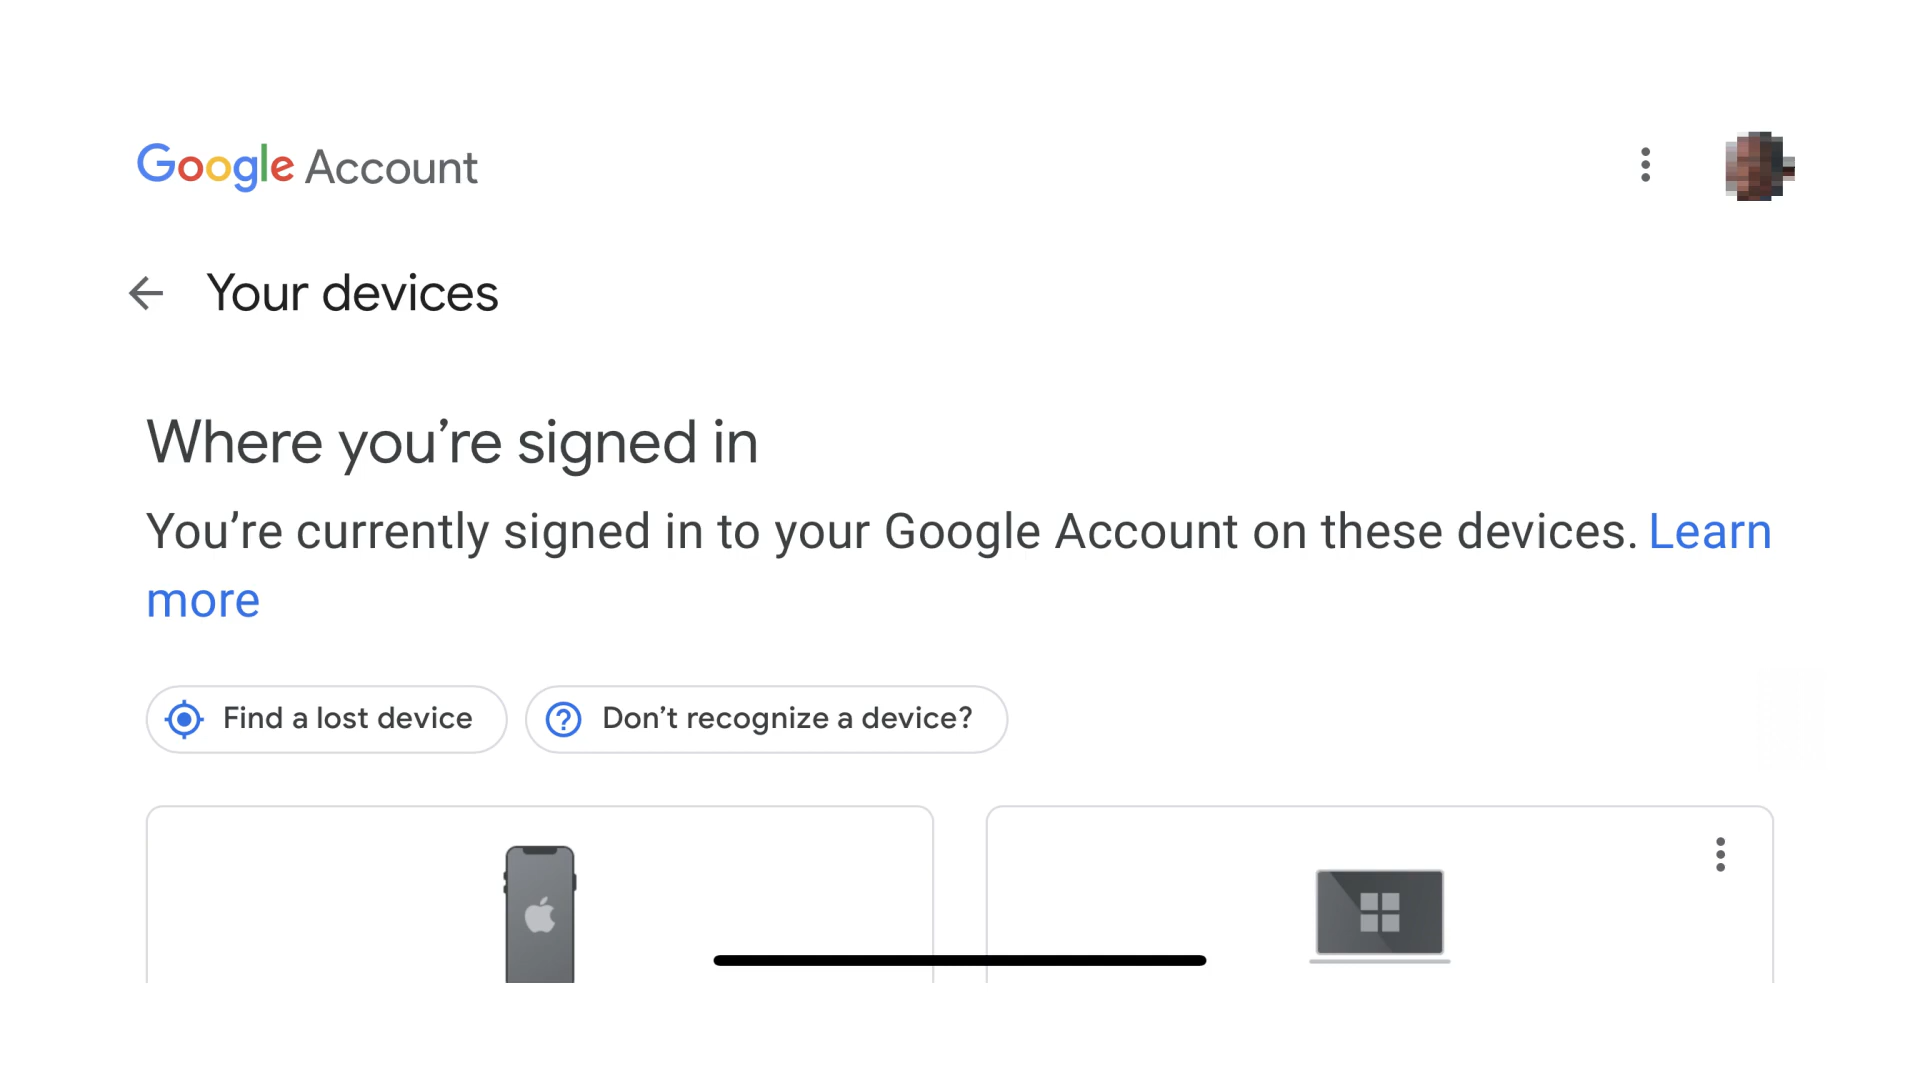 Google Account
Your devices
Where you’re signed in
You’re currently signed in to your Google Account on these devices. Learn
more
Find a lost device
Don’t recognize a device?